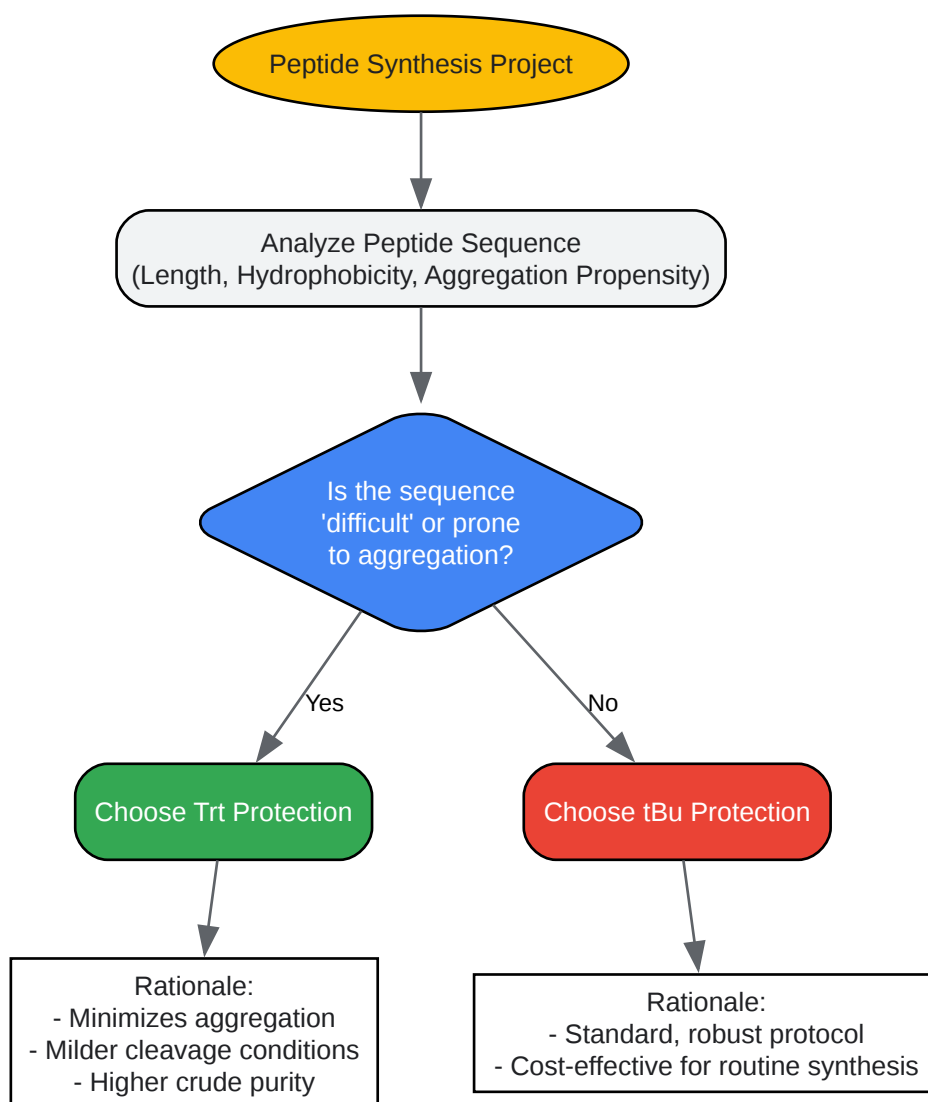 Peptide Synthesis Project
Analyze Peptide Sequence
(Length, Hydrophobicity, Aggregation Propensity)
Is the sequence
'difficult' or prone
to aggregation?
Yes
No
Choose Trt Protection
Choose tBu Protection
Rationale:
- Minimizes aggregation
- Milder cleavage conditions
- Higher crude purity
Rationale:
- Standard, robust protocol
- Cost-effective for routine synthesis